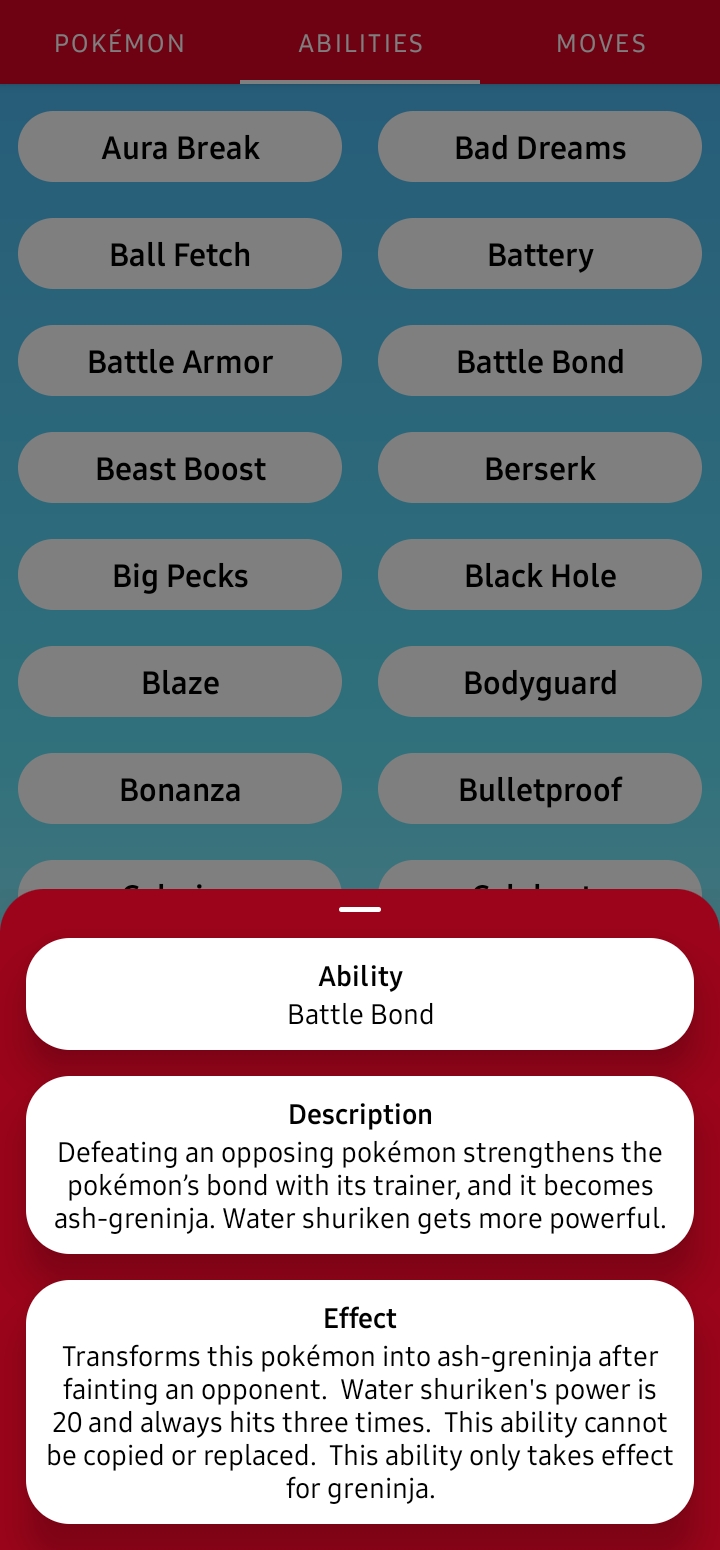 POKÉMON ABILITIES MOVES
Aura Break Bad Dreams
Ball Fetch Battery
Battle Armor Battle Bond
Beast Boost Berserk
Big Pecks Black Hole
Blaze Bodyguard
Bonanza Bulletproof
Ability
Battle Bond
Description
Defeating an opposing pokémon strengthens the
pokémon’s bond with its trainer, and it becomes
ash-greninja. Water shuriken gets more powerful.
Effect
Transforms this pokémon into ash-greninja after
fainting an opponent.  Water shuriken's power is
20 and always hits three times.  This ability cannot
be copied or replaced.  This ability only takes effect
for greninja.